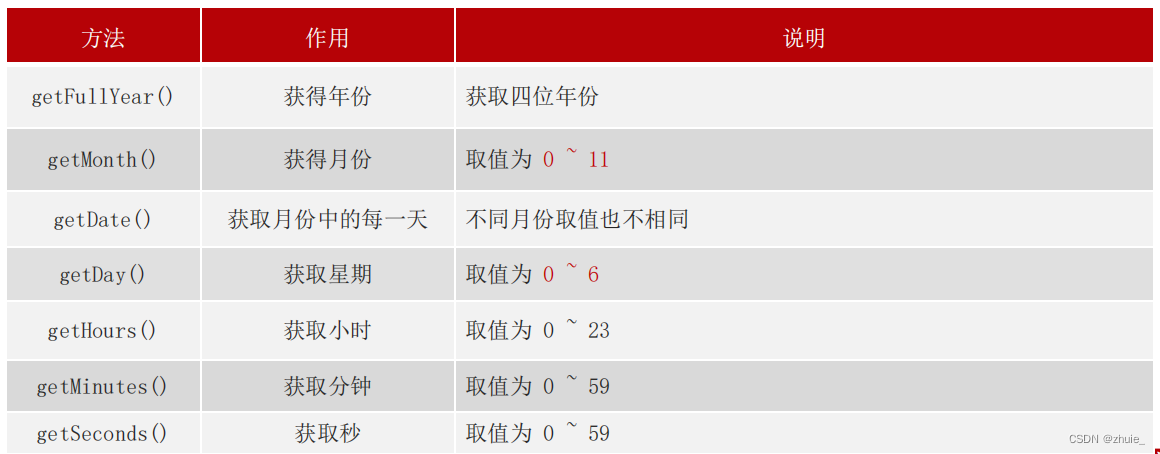 方法 作用 说明
getFullYear() 获得年份 获取四位年份
getMonth() 获得月份 取值为 0 ~ 11
getDate() 获取月份中的每一天 不同月份取值也不相同
getDay() 获取星期 取值为 0 ~ 6
getHours() 获取小时 取值为 0 ~ 23
getMinutes() 获取分钟 取值为 0 ~ 59
getSeconds() 获取秒 取值为 0 ~ 59
CSDN @zhuie_